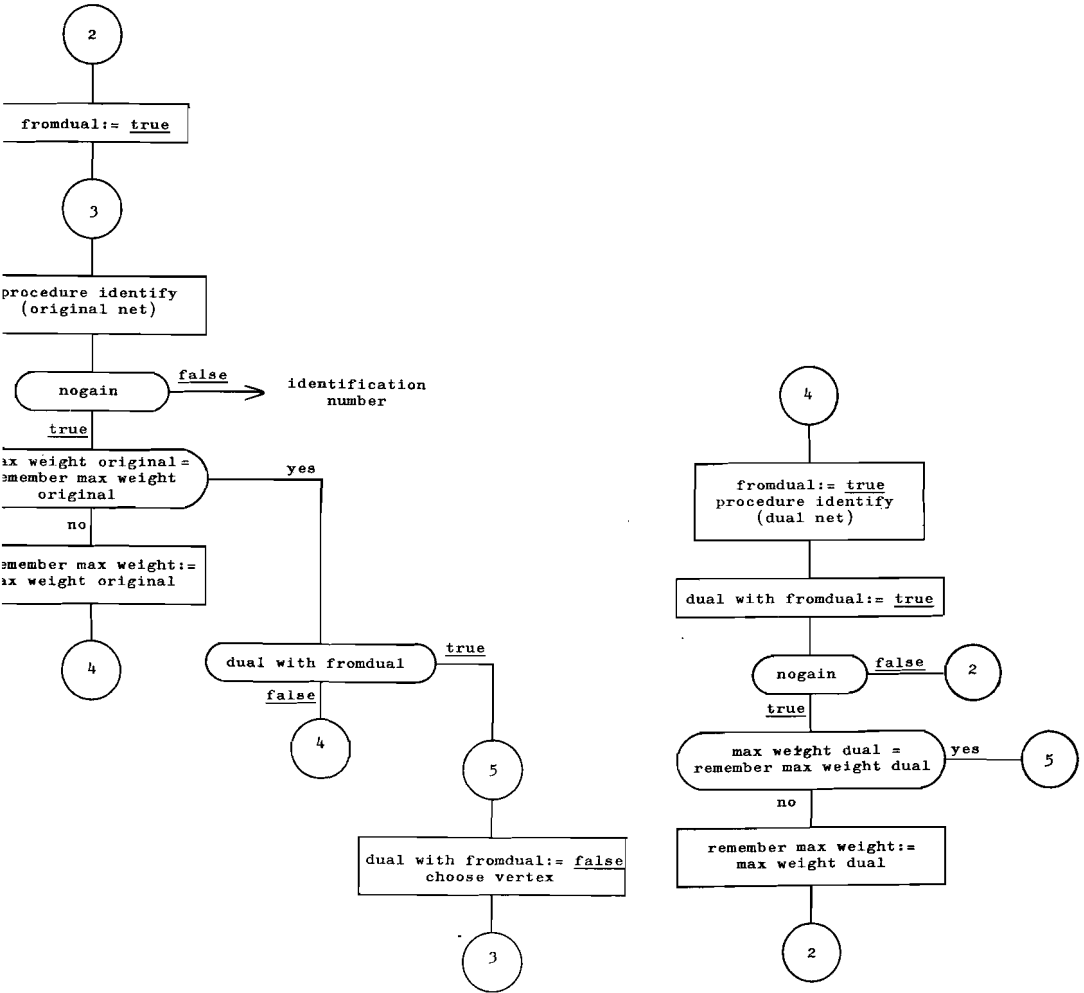 2
fromdual:= true
3
procedure identify
(original net)
nogain
false
identification
number
true
ax weight original =
emember max weight
original
yes
no
emember max weight:=
ax weight original
4
dual with fromdual
true
false
4
5
dual with fromdual:= false
choose vertex
3
4
fromdual:= true
procedure identify
(dual net)
dual with fromdual:= true
nogain
false
2
true
max weight dual =
remember max weight dual
yes
5
no
remember max weight:=
max weight dual
2